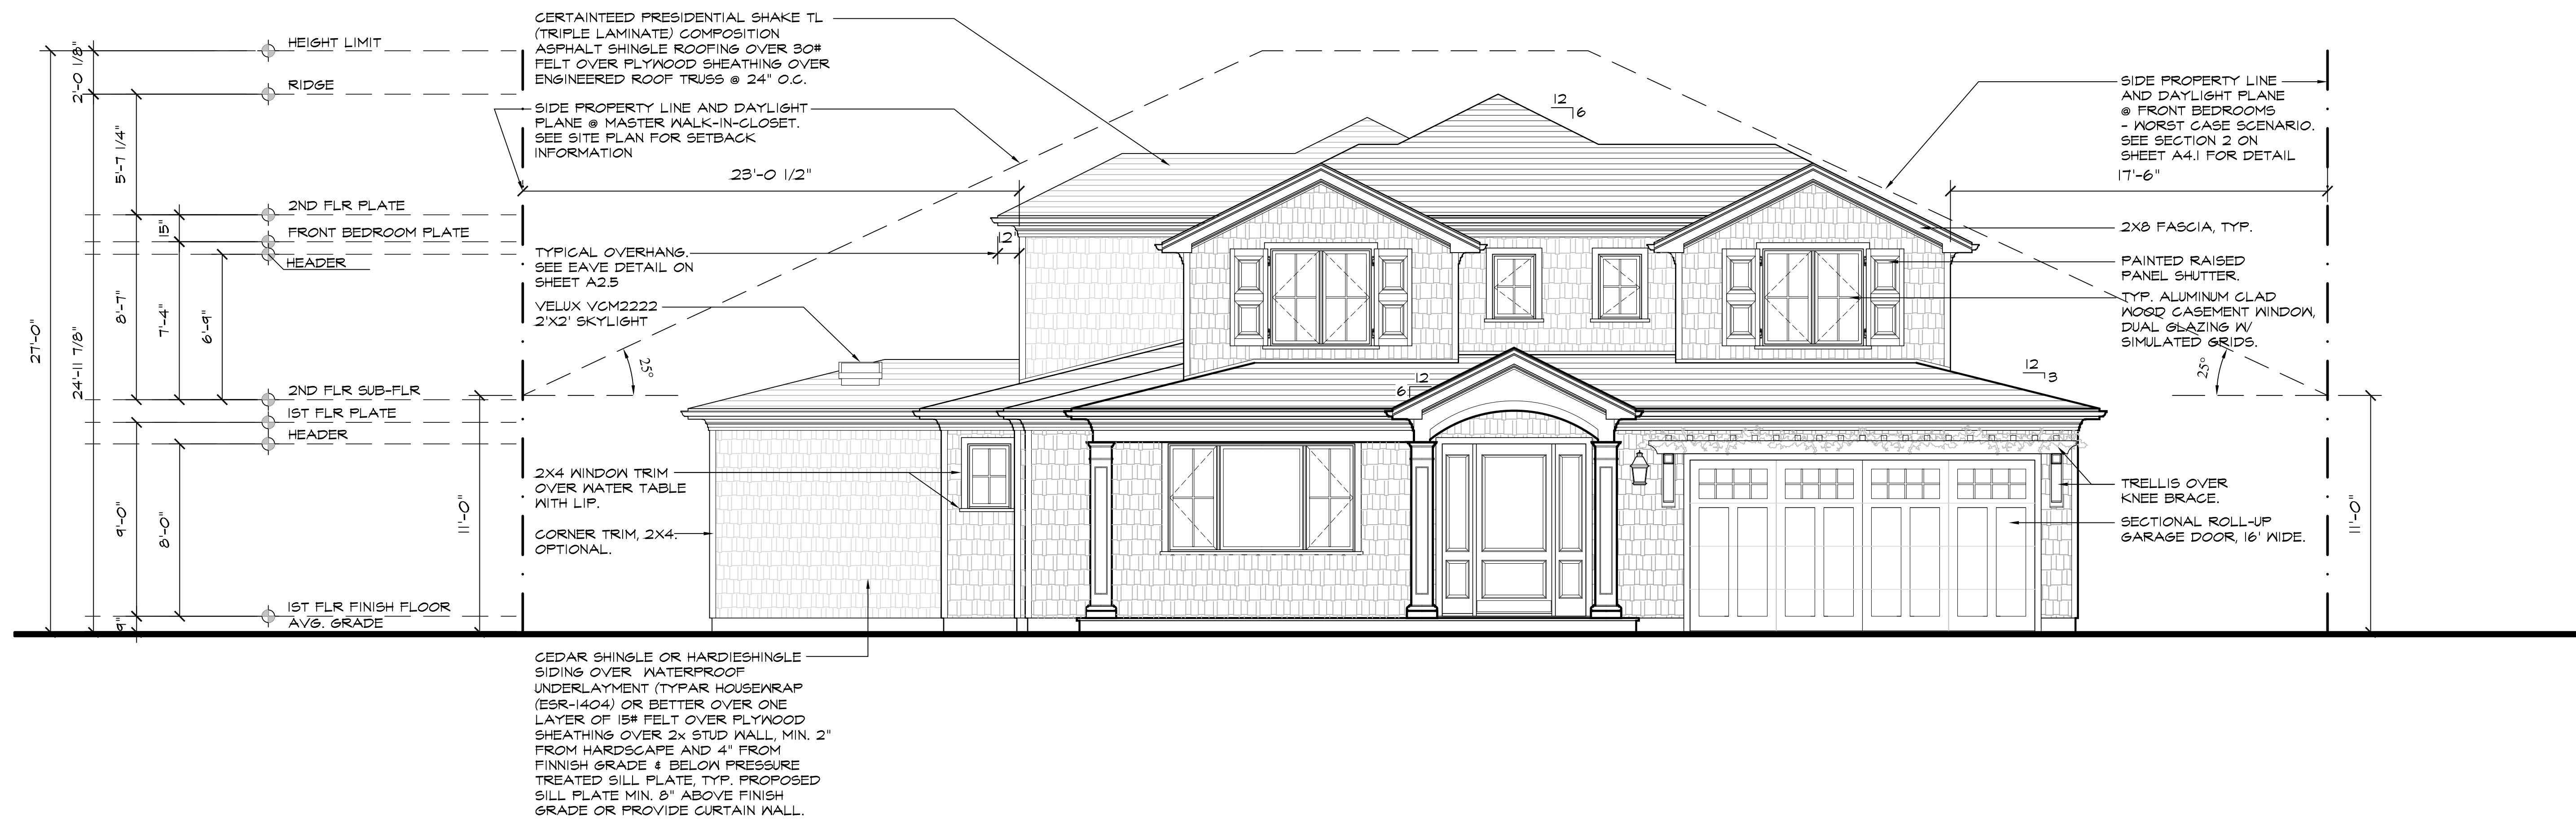 27'-0"
2'-0 1/8"
24'-11 7/8"
5'-7 1/4"
8'-7"
15"
7'-4"
6'-9"
9'-0"
8'-0"
9"
11'-0"
HEIGHT LIMIT
RIDGE
2ND FLR PLATE
FRONT BEDROOM PLATE
HEADER
2ND FLR SUB-FLR
1ST FLR PLATE
HEADER
1ST FLR FINISH FLOOR
AVG. GRADE
CERTAINTEED PRESIDENTIAL SHAKE TL
(TRIPLE LAMINATE) COMPOSITION
ASPHALT SHINGLE ROOFING OVER 30#
FELT OVER PLYWOOD SHEATHING OVER
ENGINEERED ROOF TRUSS @ 24" O.C.
SIDE PROPERTY LINE AND DAYLIGHT
PLANE @ MASTER WALK-IN-CLOSET.
SEE SITE PLAN FOR SETBACK
INFORMATION
23'-0 1/2"
TYPICAL OVERHANG.
SEE EAVE DETAIL ON
SHEET A2.5
12"
VELUX VCM2222
2'X2' SKYLIGHT
25°
2X4 WINDOW TRIM
OVER WATER TABLE
WITH LIP.
CORNER TRIM, 2X4.
OPTIONAL.
CEDAR SHINGLE OR HARDIESHINGLE
SIDING OVER WATERPROOF
UNDERLAYMENT (TYPAR HOUSEWRAP
(ESR-1404) OR BETTER OVER ONE
LAYER OF 15# FELT OVER PLYWOOD
SHEATHING OVER 2x STUD WALL, MIN. 2"
FROM HARDSCAPE AND 4" FROM
FINNISH GRADE & BELOW PRESSURE
TREATED SILL PLATE, TYP. PROPOSED
SILL PLATE MIN. 8" ABOVE FINISH
GRADE OR PROVIDE CURTAIN WALL.
12
6
12
6
12
3
SIDE PROPERTY LINE
AND DAYLIGHT PLANE
@ FRONT BEDROOMS
- WORST CASE SCENARIO.
SEE SECTION 2 ON
SHEET A4.1 FOR DETAIL
17'-6"
2X8 FASCIA, TYP.
PAINTED RAISED
PANEL SHUTTER.
TYP. ALUMINUM CLAD
WOOD CASEMENT WINDOW,
DUAL GLAZING W/
SIMULATED GRIDS.
25°
TRELLIS OVER
KNEE BRACE.
SECTIONAL ROLL-UP
GARAGE DOOR, 16' WIDE.
11'-0"